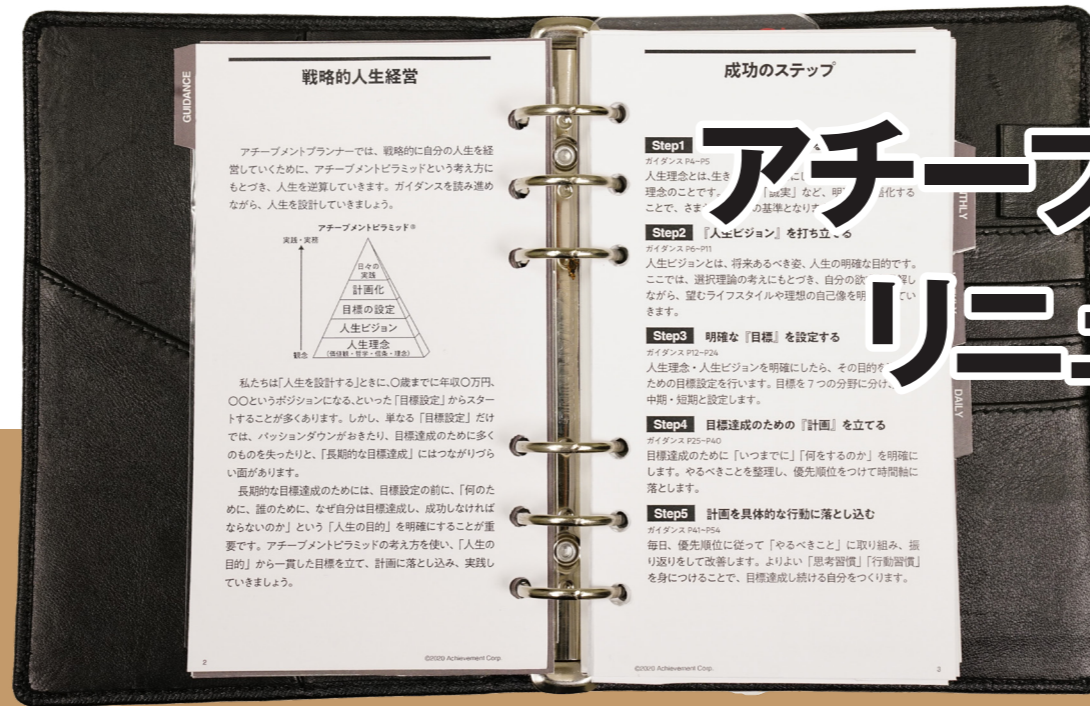 GUIDANCE
戦略的人生経営
アチーブメントプランナーでは、戦略的に自分の人生を経
営していくために、アチーブメントピラミッドという考え方に
もとづき、人生を逆算していきます。ガイダンスを読み進め
ながら、人生を設計していきましょう。
アチーブメントピラミッド®
実践・実務
日々の
実践
計画化
目標の設定
人生ビジョン
人生理念
(価値観・哲学・信条・理念)
観念
私たちは「人生を設計する」ときに、〇歳までに年収〇万円、
〇〇というポジションになる、といった「目標設定」からスター
トすることが多くあります。しかし、単なる「目標設定」だけ
では、パッションダウンがおきたり、目標達成のために多く
のものを失ったりと、「長期的な目標達成」にはつながりづら
い面があります。
長期的な目標達成のためには、目標設定の前に、「何のた
めに、誰のために、なぜ自分は目標達成し、成功しなければ
ならないのか」という「人生の目的」を明確にすることが重
要です。アチーブメントピラミッドの考え方を使い、「人生の
目的」から一貫した目標を立て、計画に落とし込み、実践し
ていきましょう。
2
©2020 Achievement Corp.
成功のステップ
Step1
ガイダンス P4~P5
人生理念とは、生き
理念のことです。 「誠実」など、明 化する
ことで、さま の基準となりま
Step2 『人生ビジョン』を打ち立てる
ガイダンス P6~P11
人生ビジョンとは、将来あるべき姿、人生の明確な目的です。
ここでは、選択理論の考えにもとづき、自分の欲 解し
ながら、望むライフスタイルや理想の自己像を明 てい
きます。
Step3 明確な『目標』を設定する
ガイダンス P12~P24
人生理念・人生ビジョンを明確にしたら、その目的を
ための目標設定を行います。目標を7つの分野に分け、
中期・短期と設定します。
Step4 目標達成のための『計画』を立てる
ガイダンス P25~P40
目標達成のために「いつまでに」「何をするのか」を明確に
します。やるべきことを整理し、優先順位をつけて時間軸に
落とします。
Step5 計画を具体的な行動に落とし込む
ガイダンス P41~P54
毎日、優先順位に従って「やるべきこと」に取り組み、振
り返りをして改善します。よりよい「思考習慣」「行動習慣」
を身につけることで、目標達成し続ける自分をつくります。
©2020 Achievement Corp.
3
THLY
DAILY
アチーブ
リニュ